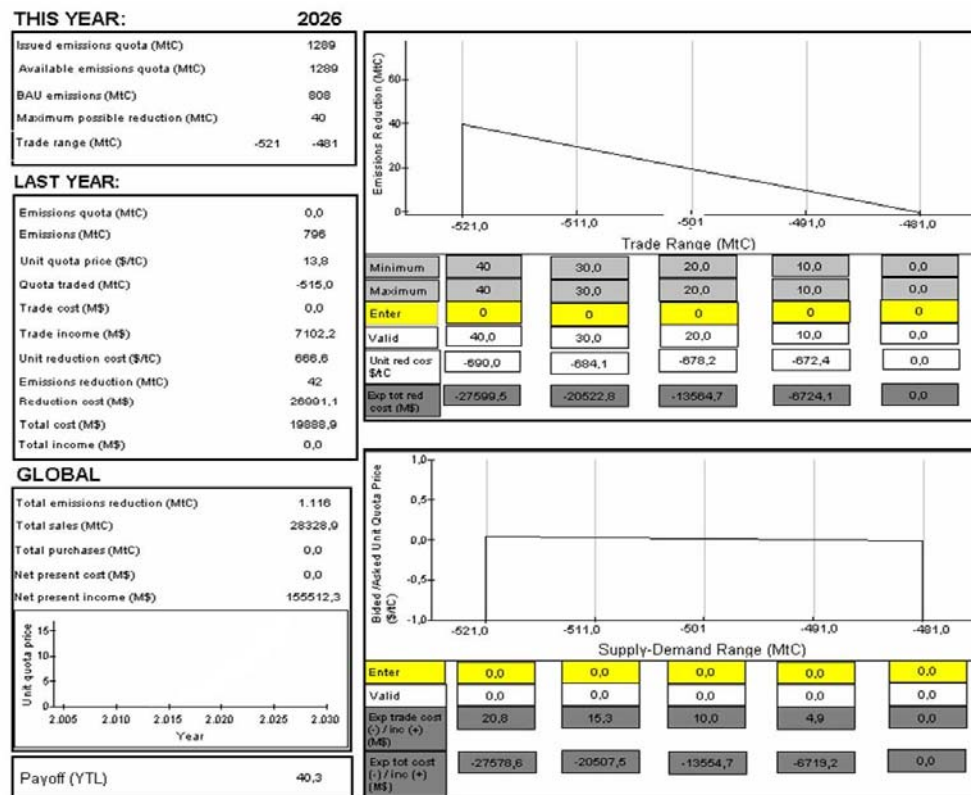 THIS YEAR: 2026
Issued emissions quota (MtC) 1289
Available emissions quota (MtC) 1289
BAU emissions (MtC) 808
Maximum possible reduction (MtC) 40
Trade range (MtC) -521 -481
LAST YEAR:
Emissions quota (MtC) 0,0
Emissions (MtC) 796
Unit quota price ($/tC) 13,8
Quota traded (MtC) -515,0
Trade cost (M$) 0,0
Trade income (M$) 7102,2
Unit reduction cost ($/tC) 666,6
Emissions reduction (MtC) 42
Reduction cost (M$) 26991,1
Total cost (M$) 19888,9
Total income (M$) 0,0
GLOBAL
Total emissions reduction (MtC) 1.116
Total sales (MtC) 28328,9
Total purchases (MtC) 0,0
Net present cost (M$) 0,0
Net present income (M$) 155512,3
Unit quota price
15
10
5
0
2.005 2.010 2.015 2.020 2.025 2.030
Year
Payoff (YTL) 40,3
Emissions Reduction (MtC)
60
40
20
0
-521,0 -511,0 -501 -491,0 -481,0
Trade Range (MtC)
Minimum 40 30,0 20,0 10,0 0,0
Maximum 40 30,0 20,0 10,0 0,0
Enter 0 0 0 0 0
Valid 40,0 30,0 20,0 10,0 0,0
Unit red cos -690,0 -684,1 -678,2 -672,4 0,0
$/tC
Exp tot red -27599,5 -20522,8 -13564,7 -6724,1 0,0
cost (M$)
Bided /Asked Unit Quota Price
($/tC)
1,0
0,5
0,0
-0,5
-1,0
-521,0 -511,0 -501 -491,0 -481,0
Supply-Demand Range (MtC)
Enter 0,0 0,0 0,0 0,0 0,0
Valid 0,0 0,0 0,0 0,0 0,0
Exp trade cost 20,8 15,3 10,0 4,9 0,0
(-) / inc (+)
(M$)
Exp tot cost -27578,6 -20507,5 -13554,7 -6719,2 0,0
(-) / inc (+)
(M$)